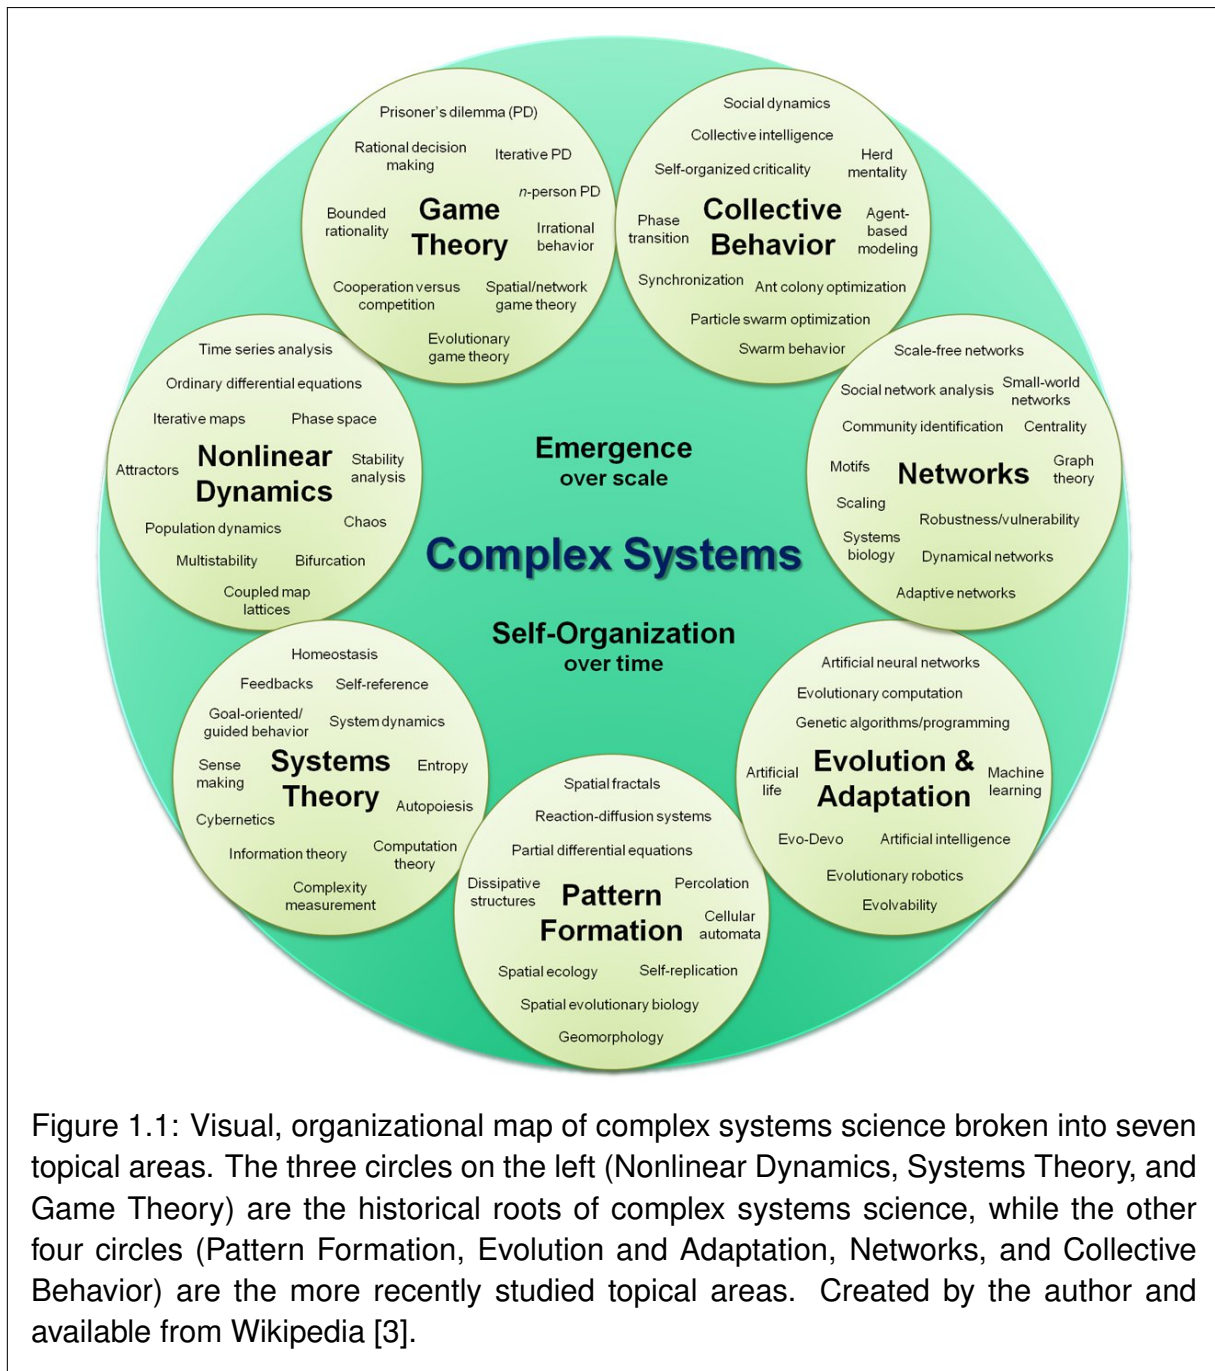 Prisoner's dilemma (PD)
Rational decision
making
Iterative PD
n-person PD
Game
Theory
Bounded
rationality
Irrational
behavior
Cooperation versus
competition
Spatial/network
game theory
Evolutionary
game theory
Social dynamics
Collective intelligence
Self-organized criticality
Herd
mentality
Collective
Behavior
Phase
transition
Agent-
based
modeling
Synchronization
Ant colony optimization
Particle swarm optimization
Swarm behavior
Time series analysis
Ordinary differential equations
Iterative maps
Phase space
Attractors
Nonlinear
Dynamics
Stability
analysis
Population dynamics
Chaos
Multistability
Bifurcation
Coupled map
lattices
Emergence
over scale
Complex Systems
Self-Organization
over time
Scale-free networks
Social network analysis
Small-world
networks
Community identification
Centrality
Motifs
Networks
Graph
theory
Scaling
Robustness/vulnerability
Systems
biology
Dynamical networks
Adaptive networks
Homeostasis
Feedbacks
Self-reference
Goal-oriented/
guided behavior
System dynamics
Sense
making
Systems
Theory
Entropy
Autopoiesis
Cybernetics
Information theory
Computation
theory
Complexity
measurement
Spatial fractals
Reaction-diffusion systems
Partial differential equations
Dissipative
structures
Pattern
Formation
Percolation
Cellular
automata
Spatial ecology
Self-replication
Spatial evolutionary biology
Geomorphology
Artificial neural networks
Evolutionary computation
Genetic algorithms/programming
Artificial
life
Evolution &
Adaptation
Machine
learning
Evo-Devo
Artificial intelligence
Evolutionary robotics
Evolvability
Figure 1.1: Visual, organizational map of complex systems science broken into seven
topical areas. The three circles on the left (Nonlinear Dynamics, Systems Theory, and
Game Theory) are the historical roots of complex systems science, while the other
four circles (Pattern Formation, Evolution and Adaptation, Networks, and Collective
Behavior) are the more recently studied topical areas. Created by the author and
available from Wikipedia [3].